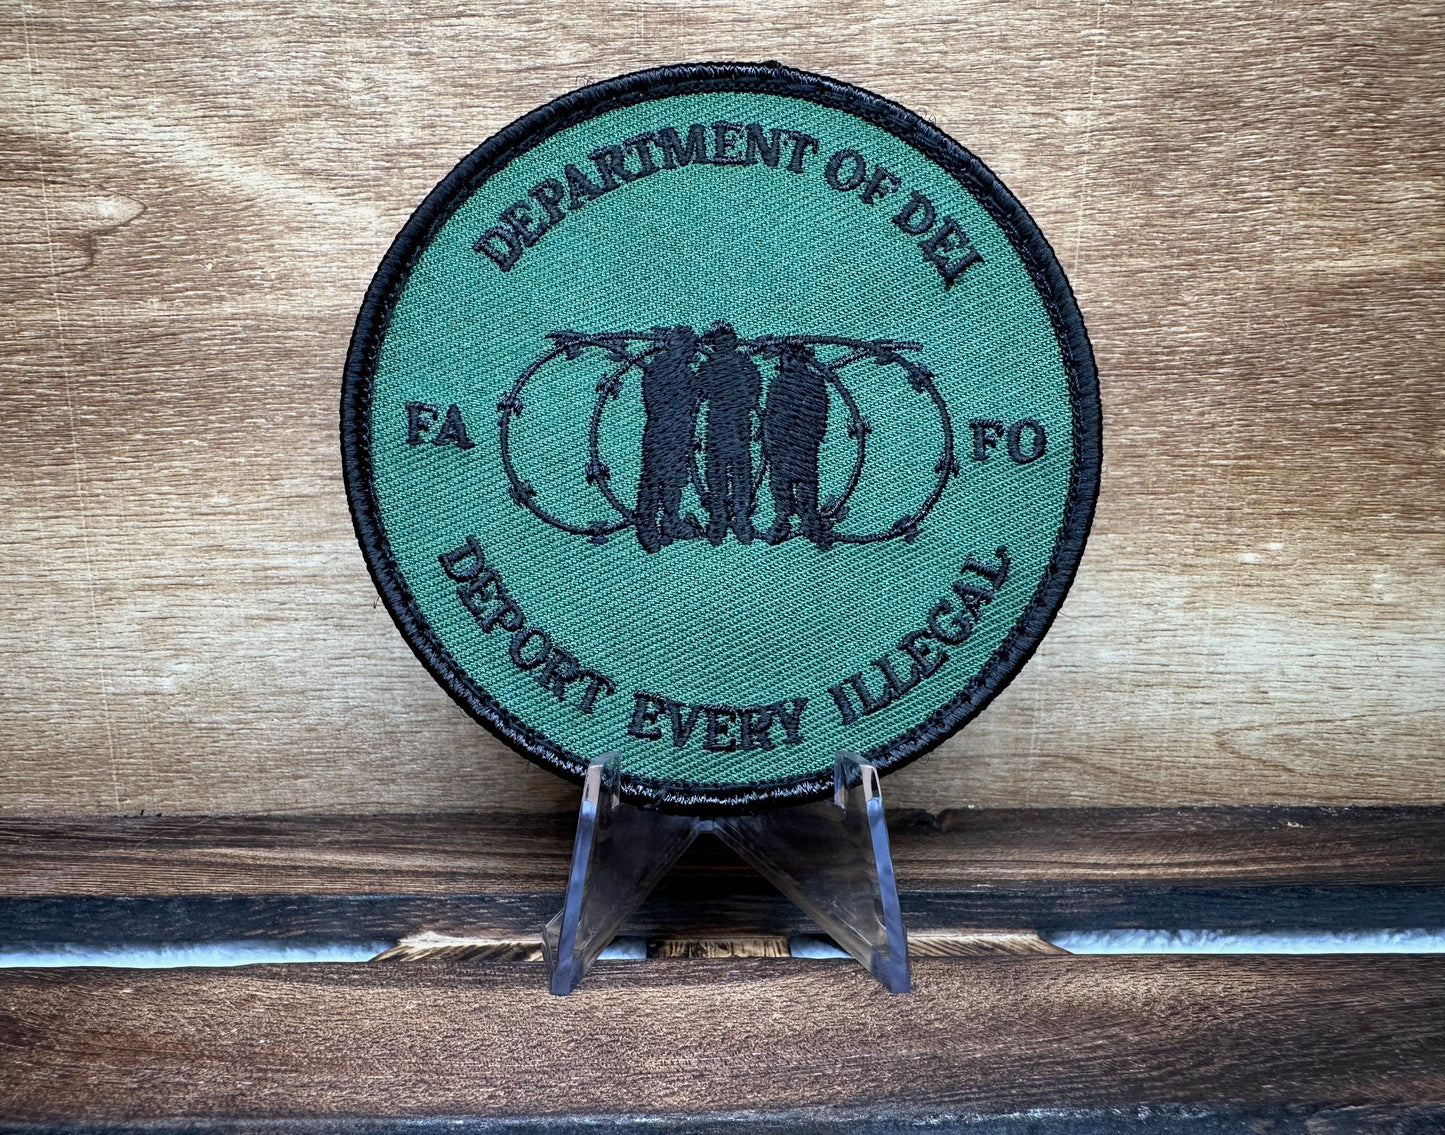 DEPARTMENT OF DEI
FA
FO
DEPORT EVERY ILLEGAL